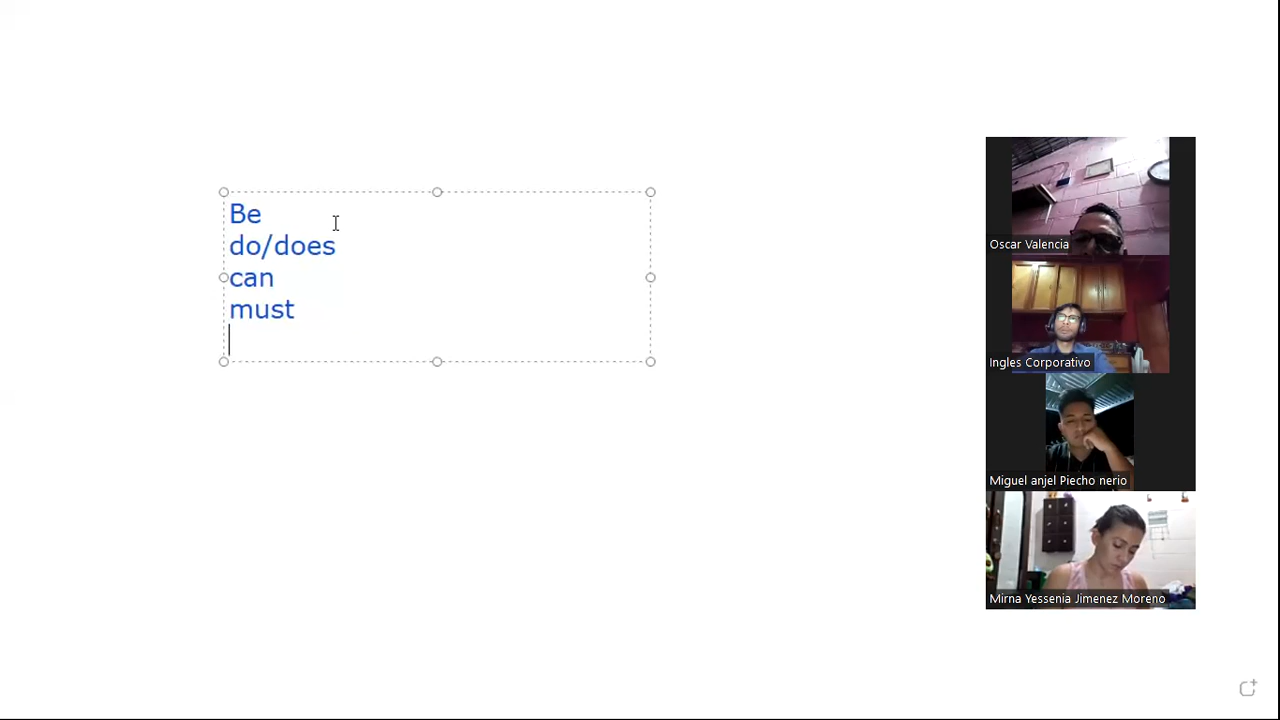 Be
do/does
can
must
Oscar Valencia
Ingles Corporativo
Miguel anjel Piecho nerio
Mirna Yessenia Jimenez Moreno